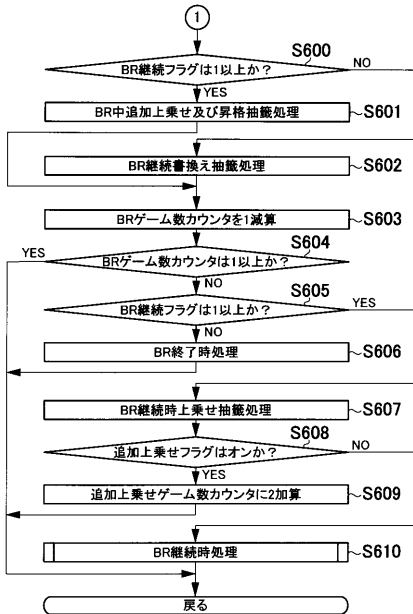 1
S600
BR継続フラグは1以上か?
NO
YES
BR中追加上乗せ及び昇格抽籤処理
S601
BR継続書換え抽籤処理
S602
BRゲーム数カウンタを1減算
S603
S604
YES
BRゲーム数カウンタは1以上か?
NO
S605
BR継続フラグは1以上か?
YES
NO
BR終了時処理
S606
BR継続時上乗せ抽籤処理
S607
S608
追加上乗せフラグはオンか?
NO
YES
追加上乗せゲーム数カウンタに2加算
S609
BR継続時処理
S610
戻る